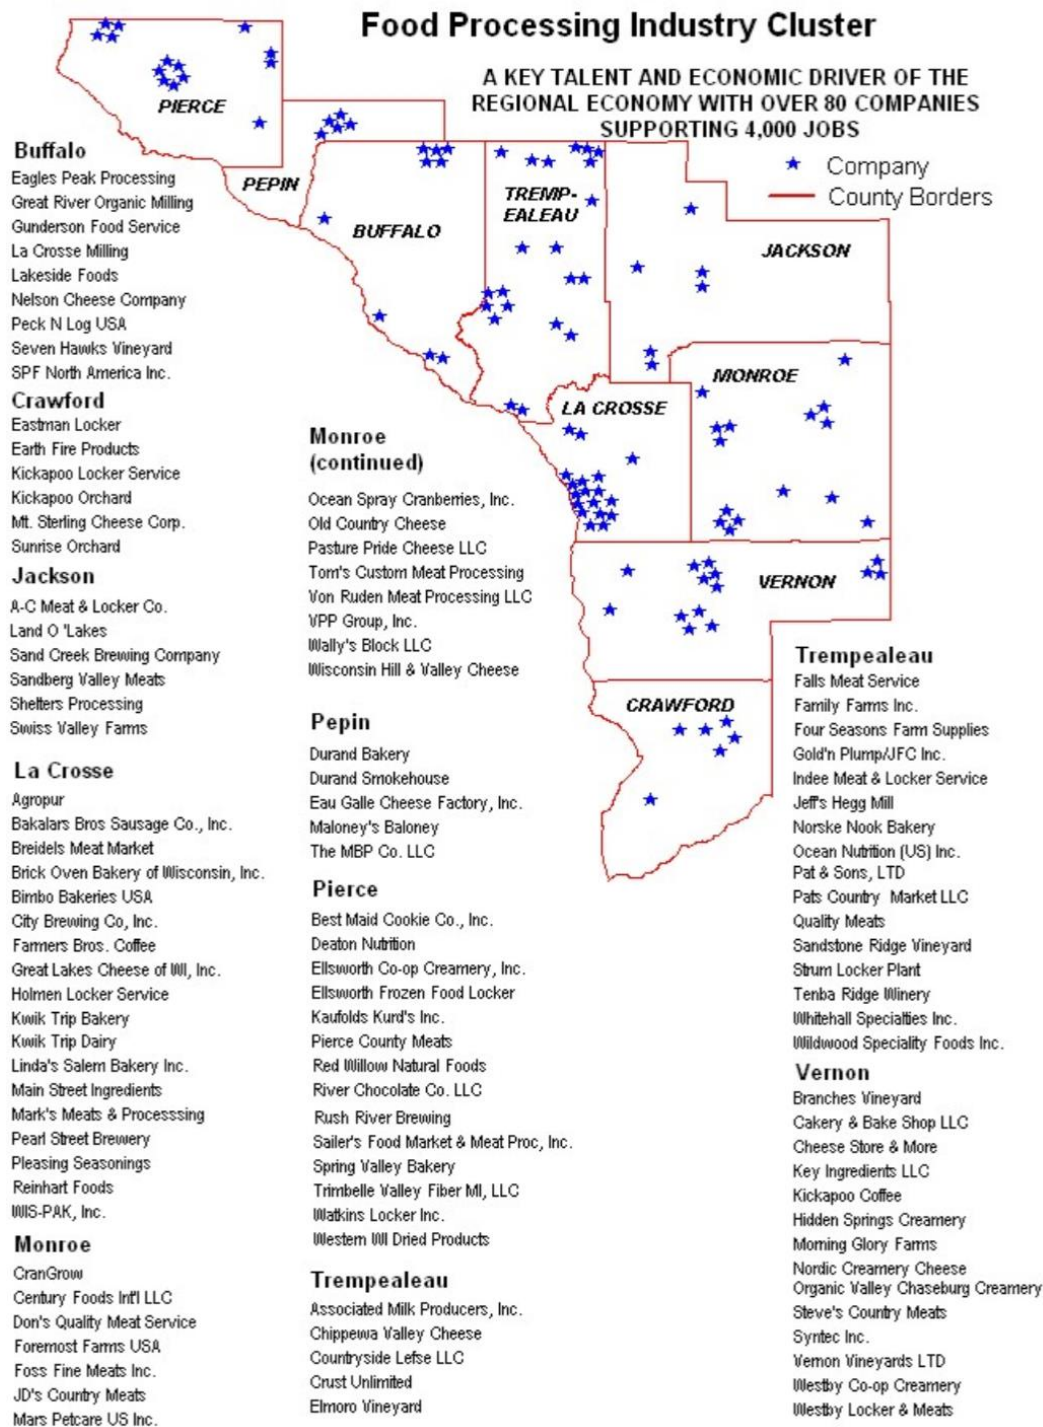 Food Processing Industry Cluster
A KEY TALENT AND ECONOMIC DRIVER OF THE
REGIONAL ECONOMY WITH OVER 80 COMPANIES
SUPPORTING 4,000 JOBS
Company
County Borders
PIERCE
PEPIN
BUFFALO
TREMP-
EALEAU
JACKSON
MONROE
LA CROSSE
VERNON
CRAWFORD
Buffalo
Eagles Peak Processing
Great River Organic Milling
Gunderson Food Service
La Crosse Milling
Lakeside Foods
Nelson Cheese Company
Peck N Log USA
Seven Hawks Vineyard
SPF North America Inc.
Crawford
Eastman Locker
Earth Fire Products
Kickapoo Locker Service
Kickapoo Orchard
Mt. Sterling Cheese Corp.
Sunrise Orchard
Jackson
A-C Meat & Locker Co.
Land O 'Lakes
Sand Creek Brewing Company
Sandberg Valley Meats
Shelters Processing
Swiss Valley Farms
La Crosse
Agropur
Bakalars Bros Sausage Co., Inc.
Breidels Meat Market
Brick Oven Bakery of Wisconsin, Inc.
Bimbo Bakeries USA
City Brewing Co, Inc.
Farmers Bros. Coffee
Great Lakes Cheese of WI, Inc.
Holmen Locker Service
Kwik Trip Bakery
Kwik Trip Dairy
Linda's Salem Bakery Inc.
Main Street Ingredients
Mark's Meats & Processsing
Pearl Street Brewery
Pleasing Seasonings
Reinhart Foods
WIS-PAK, Inc.
Monroe
CranGrow
Century Foods Int'l LLC
Don's Quality Meat Service
Foremost Farms USA
Foss Fine Meats Inc.
JD's Country Meats
Mars Petcare US Inc.
Monroe
(continued)
Ocean Spray Cranberries, Inc.
Old Country Cheese
Pasture Pride Cheese LLC
Tom's Custom Meat Processing
Von Ruden Meat Processing LLC
VPP Group, Inc.
Wally's Block LLC
Wisconsin Hill & Valley Cheese
Pepin
Durand Bakery
Durand Smokehouse
Eau Galle Cheese Factory, Inc.
Maloney's Baloney
The MBP Co. LLC
Pierce
Best Maid Cookie Co., Inc.
Deaton Nutrition
Ellsworth Co-op Creamery, Inc.
Ellsworth Frozen Food Locker
Kaufolds Kurd's Inc.
Pierce County Meats
Red Willow Natural Foods
River Chocolate Co. LLC
Rush River Brewing
Sailer's Food Market & Meat Proc, Inc.
Spring Valley Bakery
Trimbelle Valley Fiber MI, LLC
Watkins Locker Inc.
Western WI Dried Products
Trempealeau
Associated Milk Producers, Inc.
Chippewa Valley Cheese
Countryside Lefse LLC
Crust Unlimited
Elmoro Vineyard
Trempealeau
Falls Meat Service
Family Farms Inc.
Four Seasons Farm Supplies
Gold'n Plump/JFC Inc.
Indee Meat & Locker Service
Jeff's Hegg Mill
Norske Nook Bakery
Ocean Nutrition (US) Inc.
Pat & Sons, LTD
Pats Country Market LLC
Quality Meats
Sandstone Ridge Vineyard
Strum Locker Plant
Tenba Ridge Winery
Whitehall Specialties Inc.
Wildwood Speciality Foods Inc.
Vernon
Branches Vineyard
Cakery & Bake Shop LLC
Cheese Store & More
Key Ingredients LLC
Kickapoo Coffee
Hidden Springs Creamery
Morning Glory Farms
Nordic Creamery Cheese
Organic Valley Chaseburg Creamery
Steve's Country Meats
Syntec Inc.
Vernon Vineyards LTD
Westby Co-op Creamery
Westby Locker & Meats